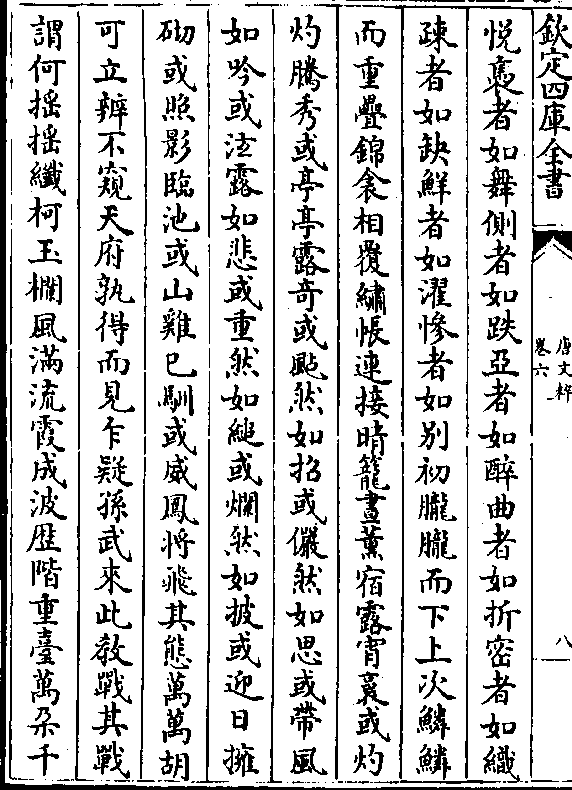 欽定四庫全書
唐文粹
卷六
八
悦裛者如舞側者如跌亞者如醉曲者如折密者如織
疎者如缺鮮者如濯慘者如别初朧朧而下上次鱗鱗
而重疊錦衾相覆繡帳連接晴籠晝薰宿露宵裛或灼
灼騰秀或亭亭露奇或颭然如招或儼然如思或帶風
如吟或泫露如悲或重然如縋或爛然如披或迎日擁
砌或照影臨池或山雞已馴或威鳳將飛其態萬萬胡
可立辨不窺天府孰得而見乍疑孫武來此敎戰其戰
謂何揺揺纖柯玉欄風滿流霞成波歴階重臺萬朶千